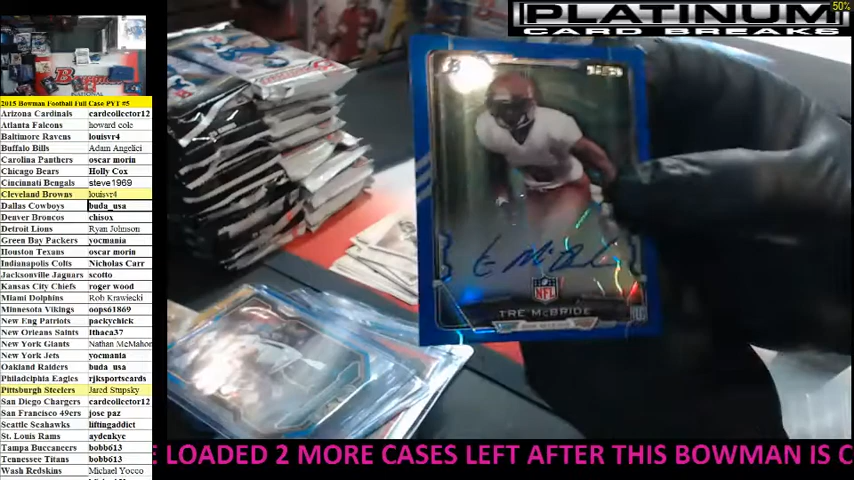 50%
PLATINUM
CARD BREAKS
2015 Bowman Football Full Case PYT #5
Arizona Cardinals cardcollector12
Atlanta Falcons howard cole
Baltimore Ravens louisvr4
Buffalo Bills Adam Angelici
Carolina Panthers oscar morin
Chicago Bears Holly Cox
Cincinnati Bengals steve1969
Cleveland Browns louisvr4
Dallas Cowboys buda_usa
Denver Broncos chisox
Detroit Lions Ryan Johnson
Green Bay Packers yocmania
Houston Texans oscar morin
Indianapolis Colts Nicholas Carr
Jacksonville Jaguars scotto
Kansas City Chiefs roger wood
Miami Dolphins Rob Krawiecki
Minnesota Vikings oops61869
New Eng Patriots packychick
New Orleans Saints Ithaca37
New York Giants Nathan McMahon
New York Jets yocmania
Oakland Raiders buda_usa
Philadelphia Eagles rjksportscards
Pittsburgh Steelers Jared Stupsky
San Diego Chargers cardcollector12
San Francisco 49ers jose paz
Seattle Seahawks liftingaddict
St. Louis Rams aydenkye
Tampa Buccaneers bobb613
Tennessee Titans bobb613
Wash Redskins Michael Yocco
NFL
TRE McBRIDE
E LOADED 2 MORE CASES LEFT AFTER THIS BOWMAN IS C